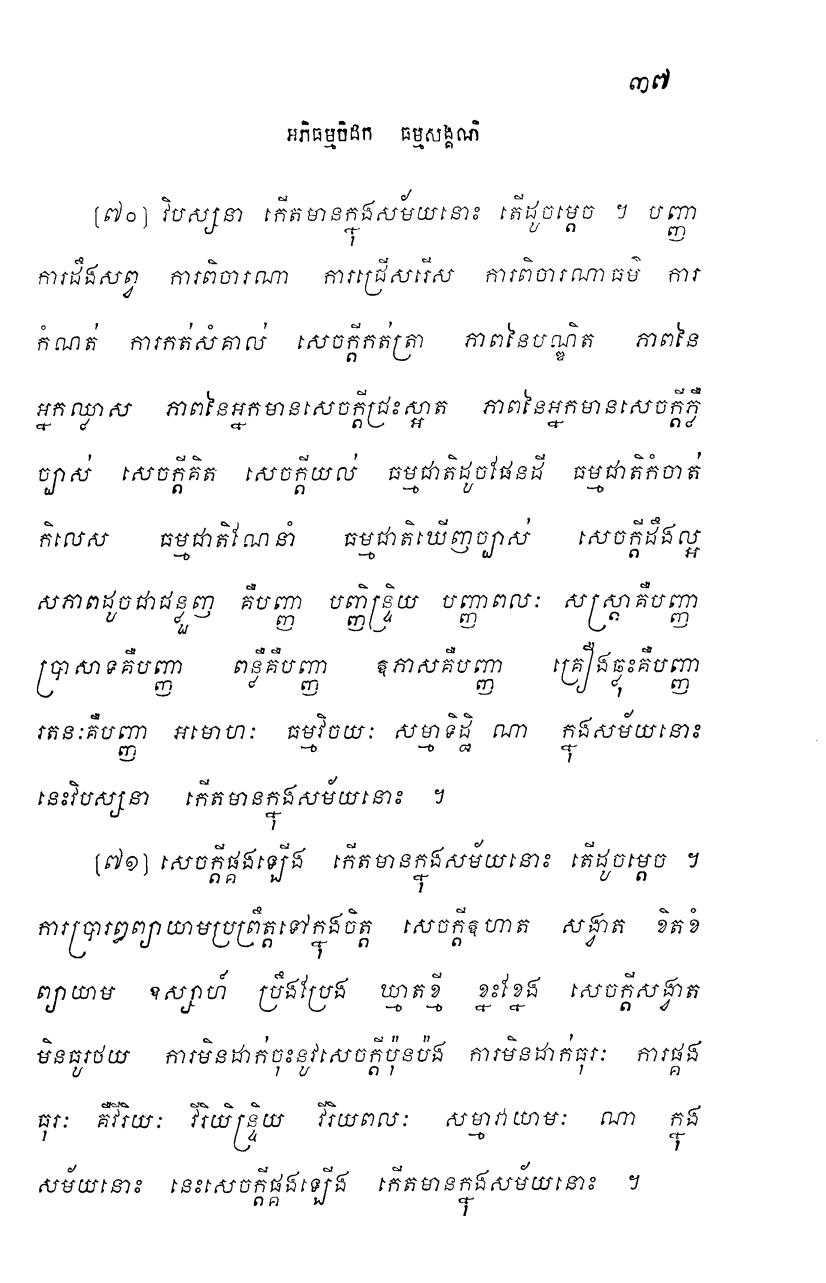 ៣៧
អភិធម្មបិដក ធម្មសង្គណិ
(៧០) វិបស្សនា កើតមានក្នុងសម័យនោះ តើដូចម្តេច ។ បញ្ញា
ការដឹងសព្វ ការពិចារណា ការជ្រើសរើស ការពិចារណាធម៌ ការ
កំណត់ ការកត់សំគាល់ សេចក្តីកត់ត្រា ភាពនៃបណ្ឌិត ភាពនៃ
អ្នកឈ្លាស ភាពនៃអ្នកមានសេចក្តីជ្រះស្អាត ភាពនៃអ្នកមានសេចក្តីភ្លឺ
ច្បាស់ សេចក្តីគិត សេចក្តីយល់ ធម្មជាតិដូចផែនដី ធម្មជាតិកំចាត់
កិលេស ធម្មជាតិណែនាំ ធម្មជាតិឃើញច្បាស់ សេចក្តីដឹងល្អ
សភាពដូចជាជន្លួញ គឺបញ្ញា បញ្ញិន្ទ្រិយ បញ្ញាពលៈ សស្ត្រាគឺបញ្ញា
ប្រាសាទគឺបញ្ញា ពន្លឺគឺបញ្ញា ឱភាសគឺបញ្ញា គ្រឿងធ្លុះគឺបញ្ញា
រតនៈគឺបញ្ញា អមោហៈ ធម្មវិចយៈ សម្មាទិដ្ឋិ ណា ក្នុងសម័យនោះ
នេះវិបស្សនា កើតមានក្នុងសម័យនោះ ។
(៧១) សេចក្តីផ្គងឡើង កើតមានក្នុងសម័យនោះ តើដូចម្តេច ។
ការប្រារព្ធព្យាយាមប្រព្រឹត្តទៅក្នុងចិត្ត សេចក្តីឧហាត សង្វាត ខិតខំ
ព្យាយាម ឧស្សាហ៍ ប្រឹងប្រែង ឃ្មាតខ្មី ខ្នះខ្នែង សេចក្តីសង្វាត
មិនធូរថយ ការមិនដាក់ចុះនូវសេចក្តីប៉ុនប៉ង ការមិនដាក់ធុរៈ ការផ្គង
ធុរៈ គឺវីរិយៈ វីរិយិន្ទ្រិយ វីរិយពលៈ សម្មាវាយាមៈ ណា ក្នុង
សម័យនោះ នេះសេចក្តីផ្គងឡើង កើតមានក្នុងសម័យនោះ ។